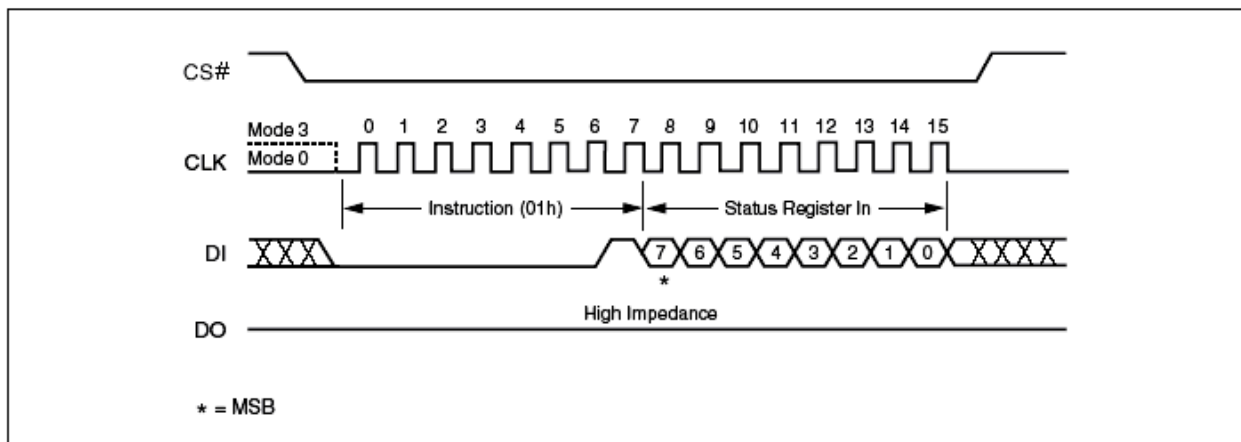 CS#
Mode 3
0 1 2 3 4 5 6 7 8 9 10 11 12 13 14 15
CLK
Mode 0
Instruction (01h)
Status Register In
DI
7 6 5 4 3 2 1 0
*
High Impedance
DO
* = MSB